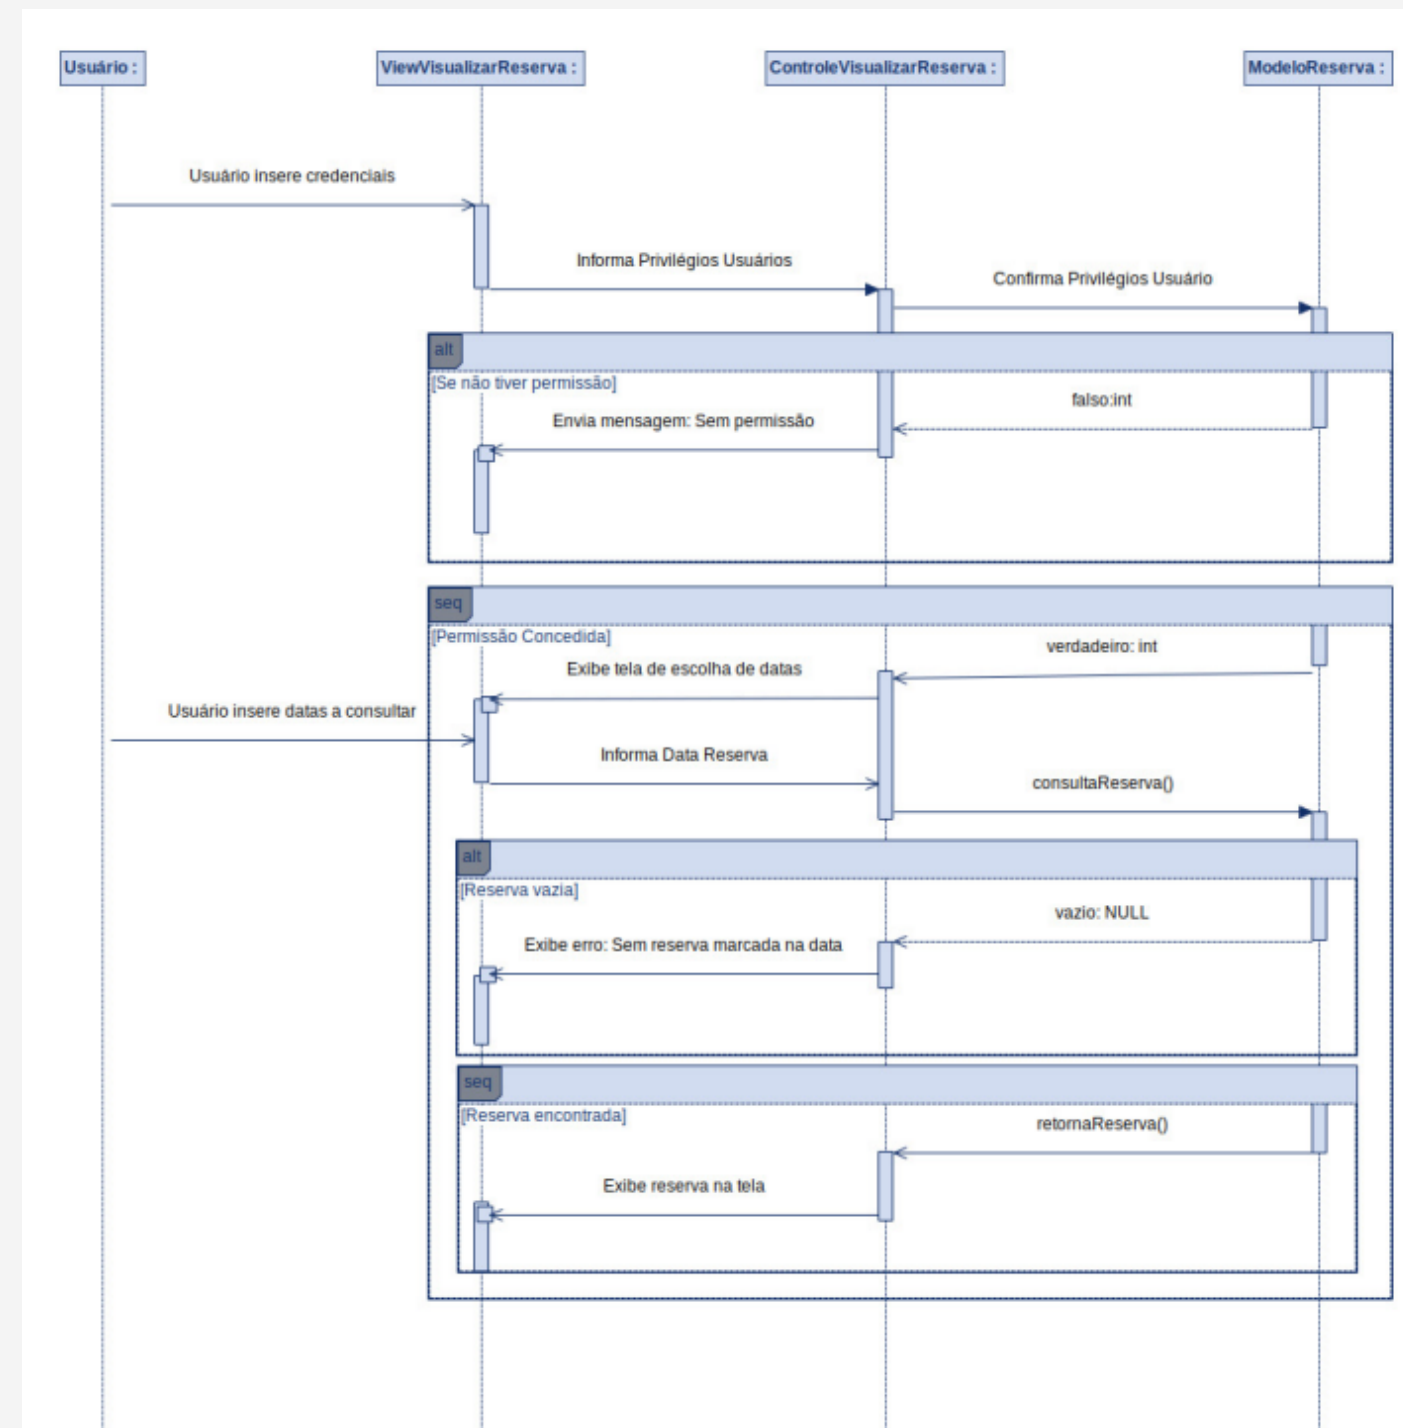 Usuário :
ViewVisualizarReserva :
ControleVisualizarReserva :
ModeloReserva :
Usuário insere credenciais
Informa Privilégios Usuários
Confirma Privilégios Usuário
alt
[Se não tiver permissão]
falso:int
Envia mensagem: Sem permissão
seq
[Permissão Concedida]
verdadeiro: int
Exibe tela de escolha de datas
Usuário insere datas a consultar
Informa Data Reserva
consultaReserva()
alt
[Reserva vazia]
vazio: NULL
Exibe erro: Sem reserva marcada na data
seq
[Reserva encontrada]
retornaReserva()
Exibe reserva na tela